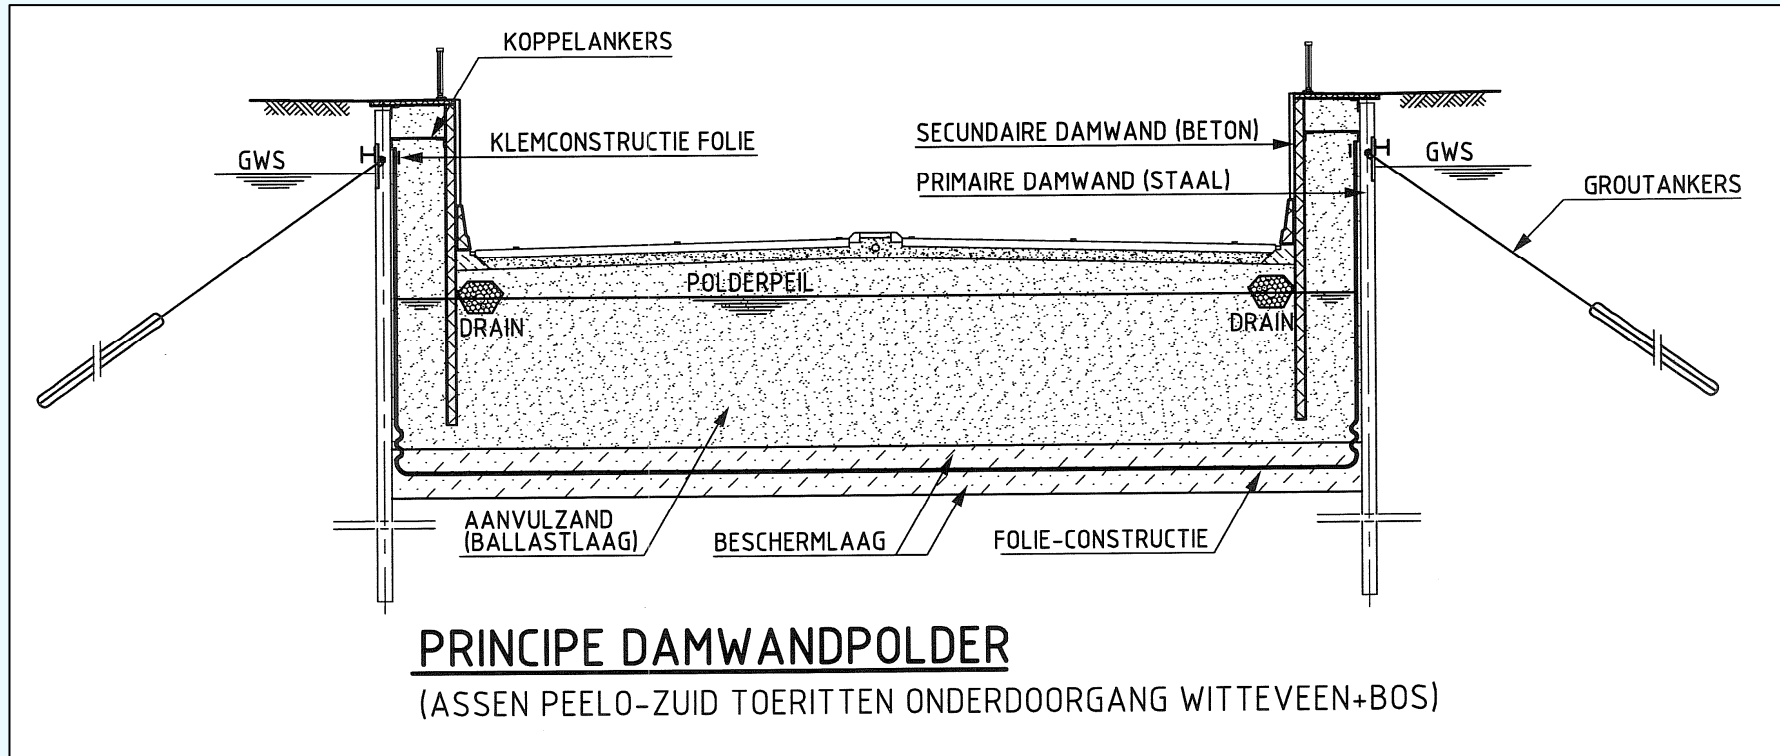 KOPPELANKERS
KLEMCONSTRUCTIE FOLIE
GWS
SECUNDAIRE DAMWAND (BETON)
PRIMAIRE DAMWAND (STAAL)
GWS
GROUTANKERS
POLDERPEIL
DRAIN
DRAIN
AANVULZAND
(BALLASTLAAG)
BESCHERMLAAG
FOLIE-CONSTRUCTIE
PRINCIPE DAMWANDPOLDER
(ASSEN PEELO-ZUID TOERITTEN ONDERDOORGANG WITTEVEEN+BOS)